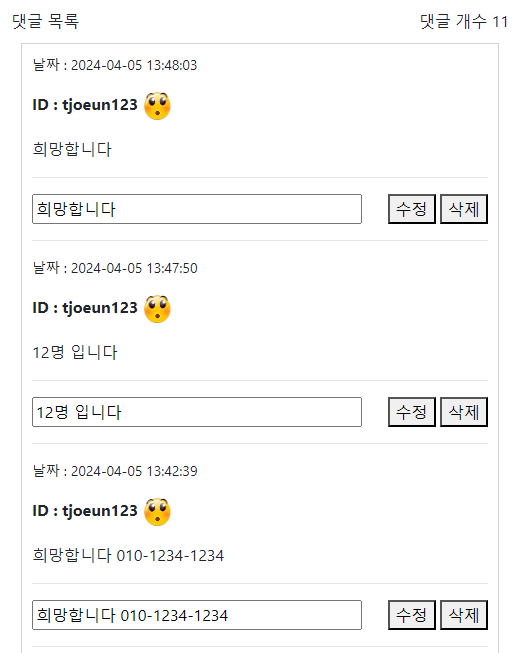 댓글 목록 댓글 개수 11
날짜 : 2024-04-05 13:48:03
ID : tjoeun123
희망합니다
희망합니다 수정 삭제
날짜 : 2024-04-05 13:47:50
ID : tjoeun123
12명 입니다
12명 입니다 수정 삭제
날짜 : 2024-04-05 13:42:39
ID : tjoeun123
희망합니다 010-1234-1234
희망합니다 010-1234-1234 수정 삭제